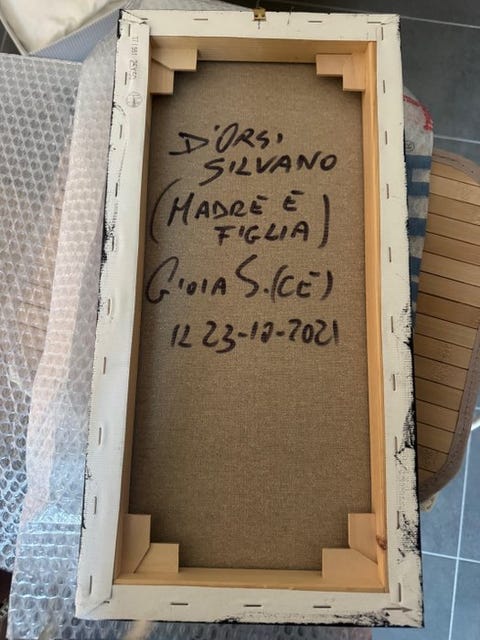 D'ORSI
SILVANO
(MADRE E
FIGLIA)
GIOIA S. (CE)
IL 23-12-2021